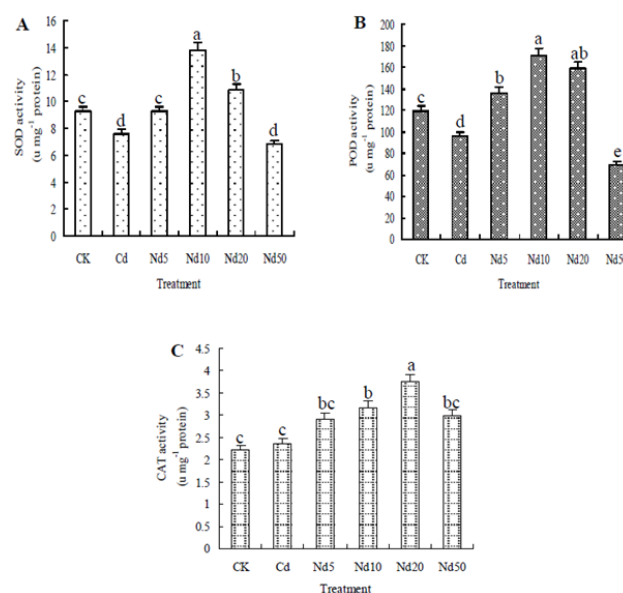 A
SOD activity
(u mg-1 protein)
16
14
12
10
8
6
4
2
0
c
d
c
a
b
d
CK Cd Nd5 Nd10 Nd20 Nd50
Treatment
B
POD activity
(u mg-1 protein)
200
180
160
140
120
100
80
60
40
20
0
c
d
b
a
ab
e
CK Cd Nd5 Nd10 Nd20 Nd5
Treatment
C
CAT activity
(u mg-1 protein)
4.5
4
3.5
3
2.5
2
1.5
1
0.5
0
c
c
bc
b
a
bc
CK Cd Nd5 Nd10 Nd20 Nd50
Treatment